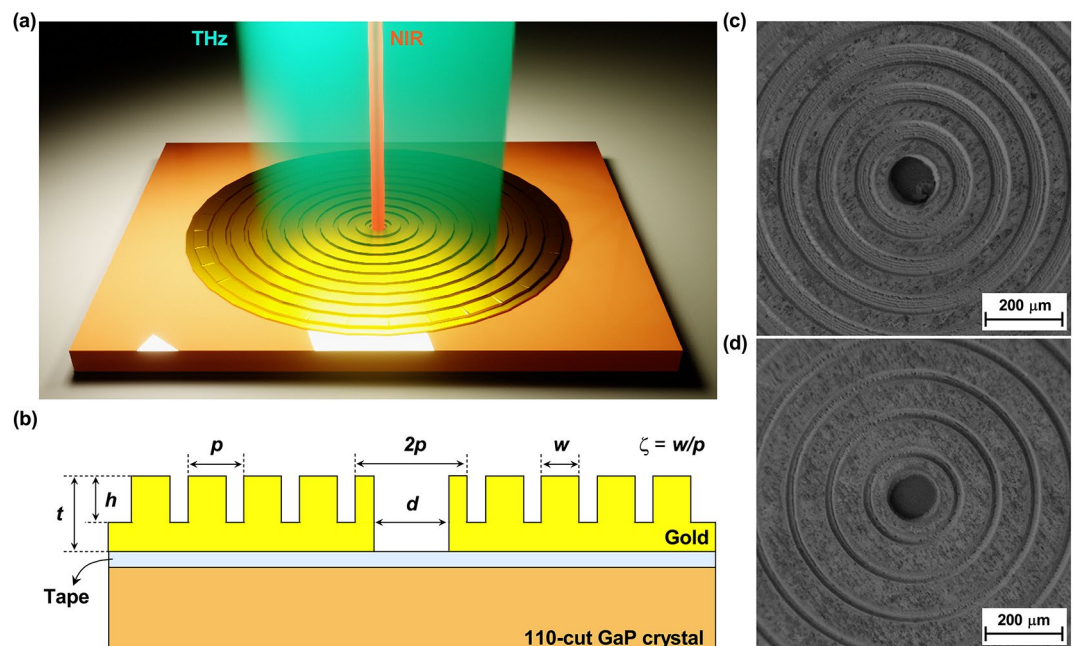 (a)
THz
NIR
(b)
p
2p
w
ζ = w/p
t
h
d
Gold
Tape
110-cut GaP crystal
(c)
200 μm
(d)
200 μm